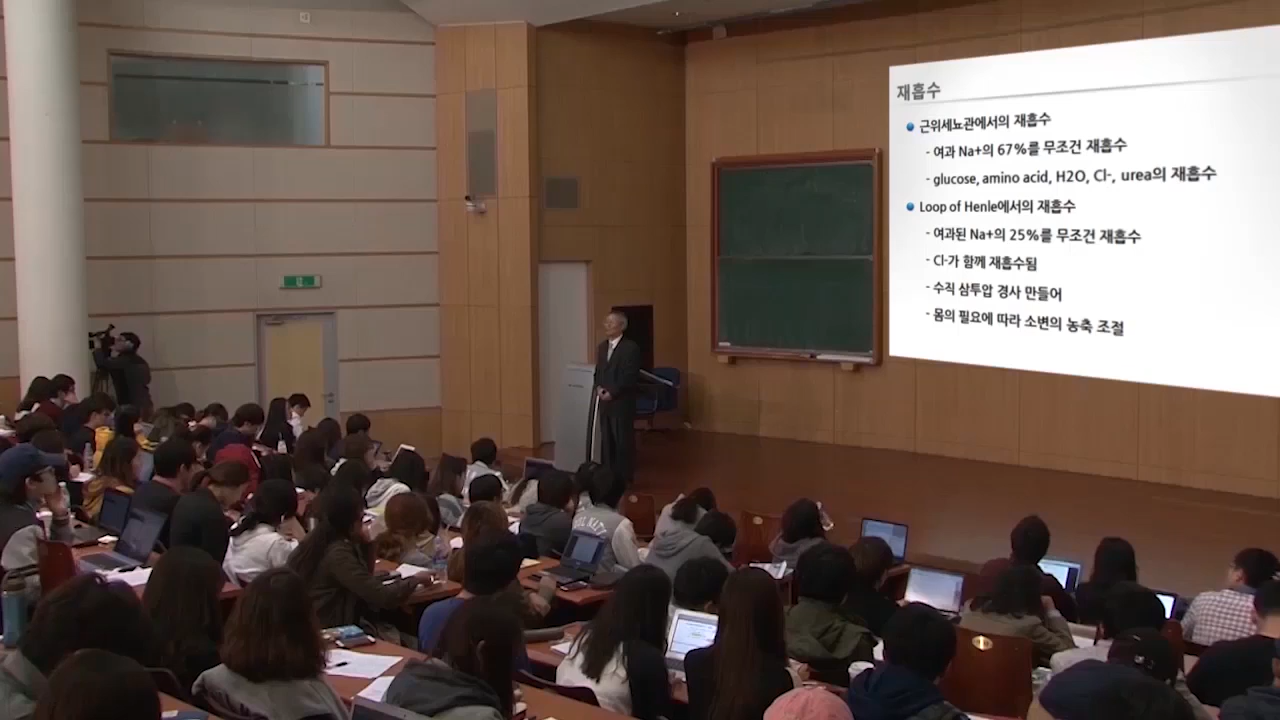 재흡수
근위세뇨관에서의 재흡수
- 여과 Na+의 67%를 무조건 재흡수
- glucose, amino acid, H2O, Cl-, urea의 재흡수
Loop of Henle에서의 재흡수
- 여과된 Na+의 25%를 무조건 재흡수
- Cl-가 함께 재흡수됨
- 수직 삼투압 경사 만들어
- 몸의 필요에 따라 소변의 농축 조절